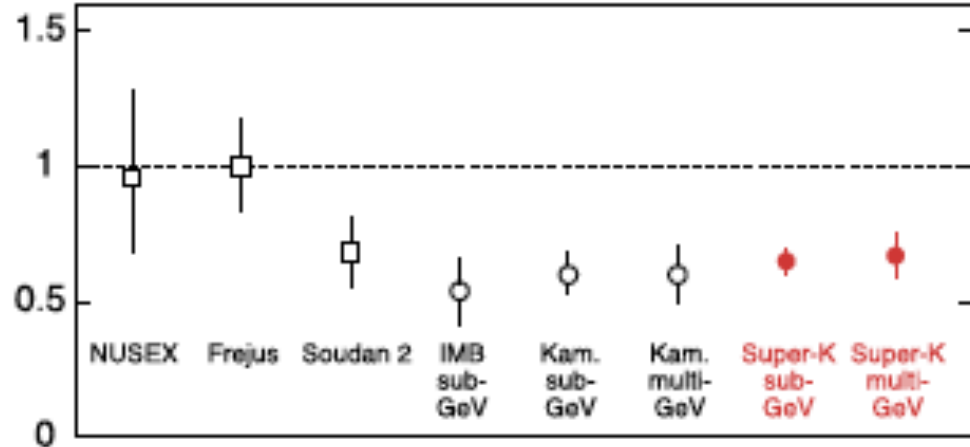 1.5
1
0.5
NUSEX Frejus Soudan 2 IMB sub-GeV Kam. sub-GeV Kam. multi-GeV Super-K sub-GeV Super-K multi-GeV
0